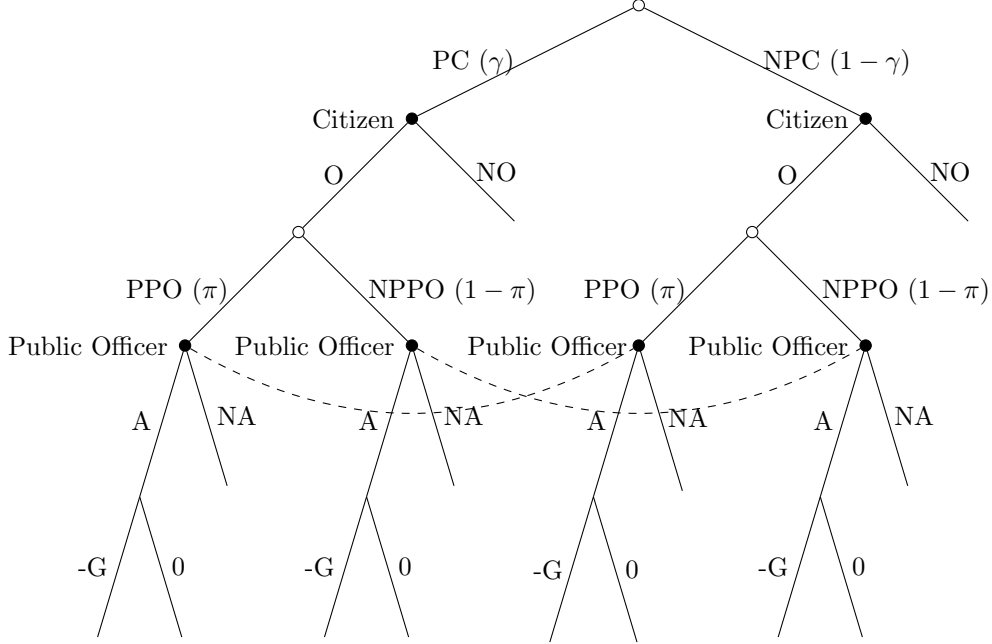 PC (γ)
NPC (1 − γ)
Citizen
Citizen
O
NO
O
NO
PPO (π)
NPPO (1 − π)
PPO (π)
NPPO (1 − π)
Public Officer
Public Officer
Public Officer
Public Officer
A
NA
A
NA
A
NA
A
NA
-G
0
-G
0
-G
0
-G
0